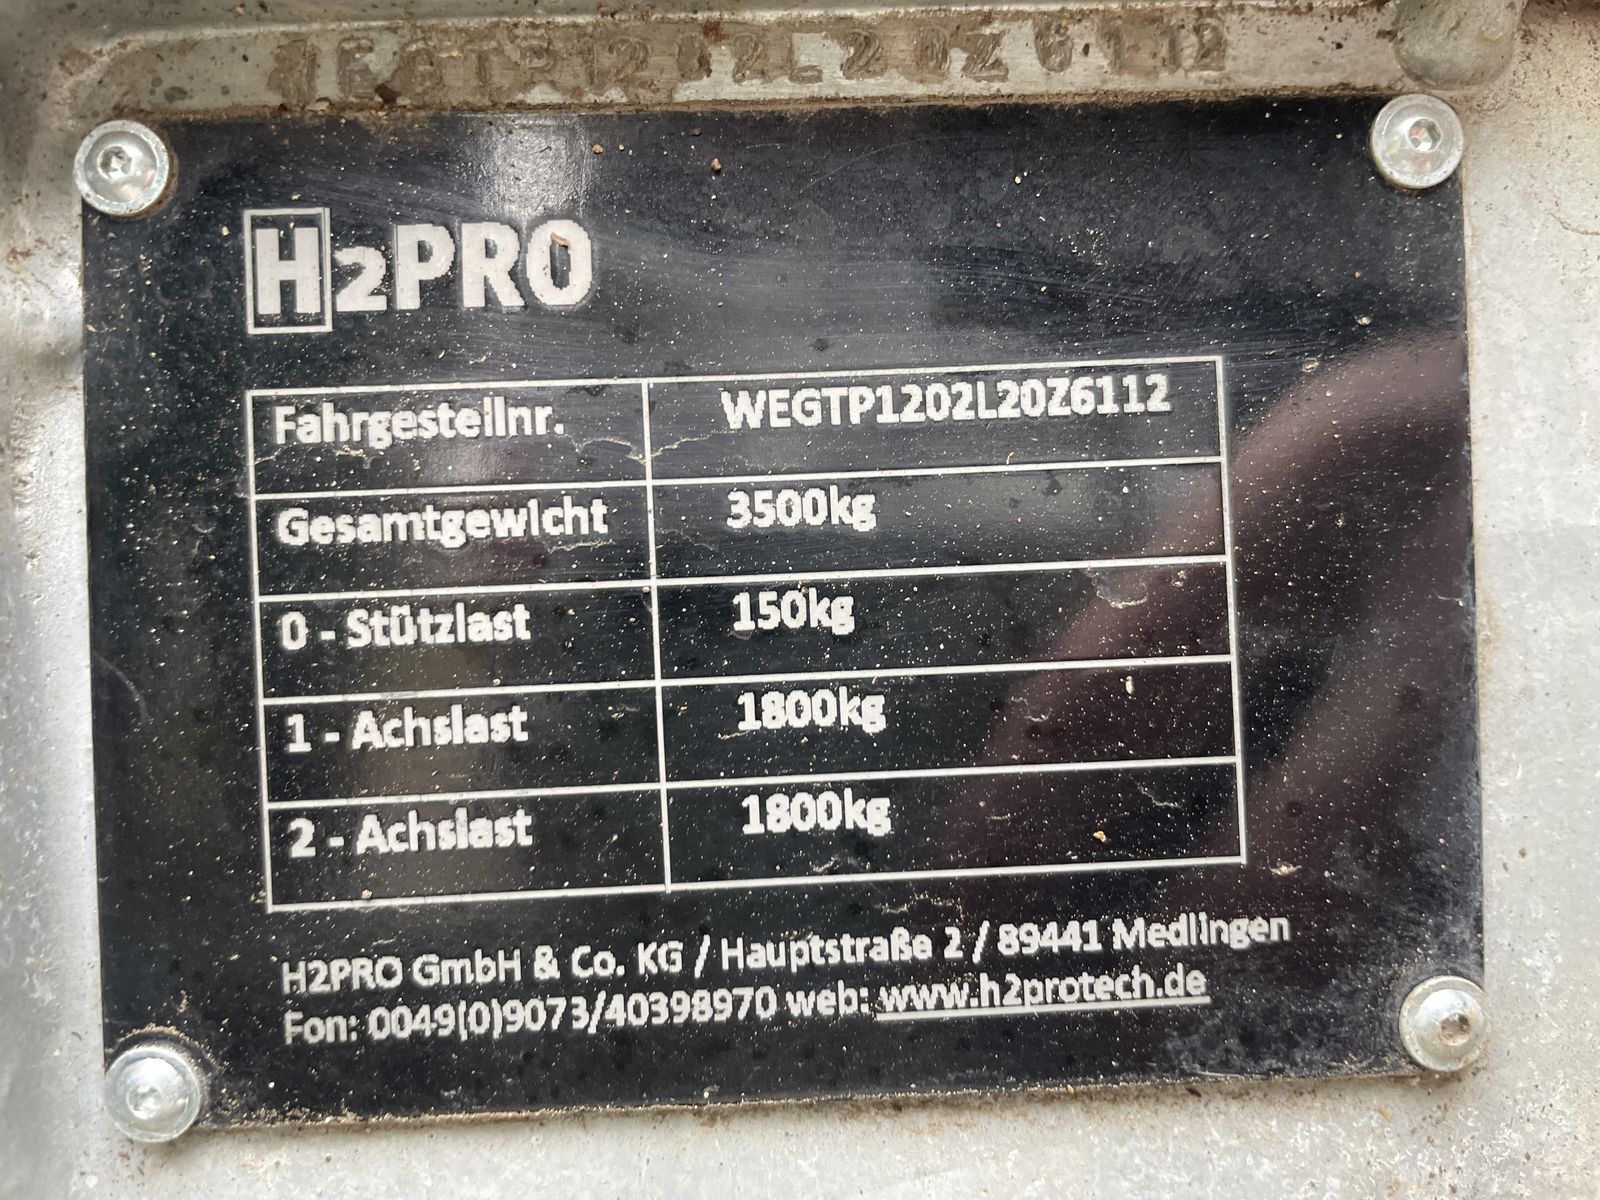 WEGTP1202L20Z6112
H2PRO
Fahrgestellnr. WEGTP1202L20Z6112
Gesamtgewicht 3500kg
0 - Stützlast 150kg
1 - Achslast 1800kg
2 - Achslast 1800kg
H2PRO GmbH & Co. KG / Hauptstraße 2 / 89441 Medlingen
Fon: 0049(0)9073/40398970 web: www.h2protech.de